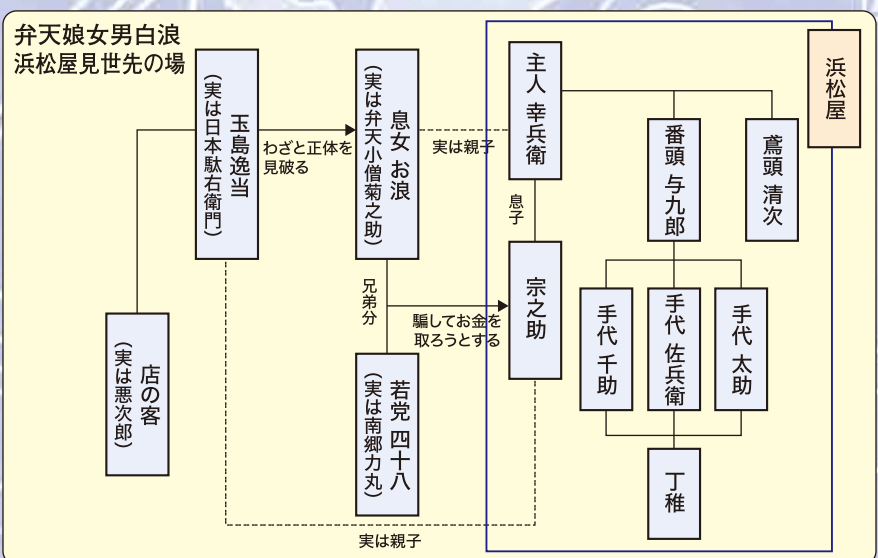 弁天娘女男白浪
浜松屋見世先の場
浜松屋
主人 幸兵衛
鳶頭 清次
番頭 与九郎
息子
宗之助
手代 太助
手代 佐兵衛
手代 千助
丁稚
息女 お浪
(実は弁天小僧菊之助)
実は親子
玉島逸当
(実は日本駄右衛門)
わざと正体を
見破る
兄弟分
騙してお金を
取ろうとする
若党 四十八
(実は南郷力丸)
店の客
(実は悪次郎)
実は親子